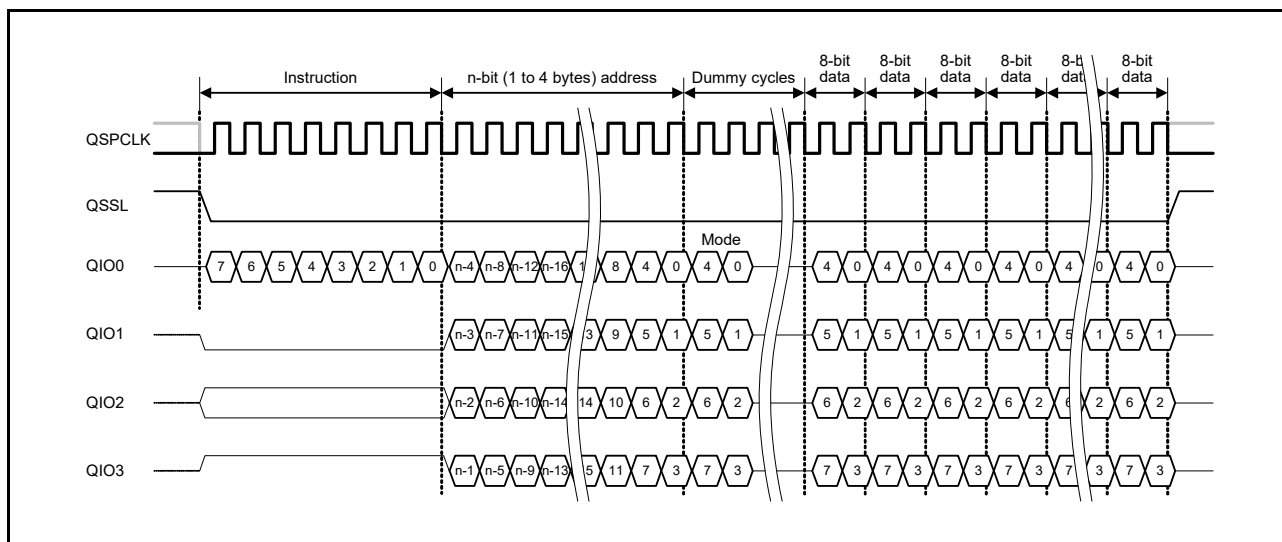 8-bit data 8-bit data 8-bit data 8-bit data 8-bit data 8-bit data
Instruction n-bit (1 to 4 bytes) address Dummy cycles
QSPCLK
QSSL
Mode
QIO0 7 6 5 4 3 2 1 0 n-4 n-8 n-12 n-16 8 4 0 4 0 4 0 4 0 4 0 4 0 4 0 4 0
QIO1 n-3 n-7 n-11 n-15 9 5 1 5 1 5 1 5 1 5 1 5 1 5 1 5 1
QIO2 n-2 n-6 n-10 n-14 14 10 6 2 6 2 6 2 6 2 6 2 6 2 6 2 6 2
QIO3 n-1 n-5 n-9 n-13 11 7 3 7 3 7 3 7 3 7 3 7 3 7 3 7 3